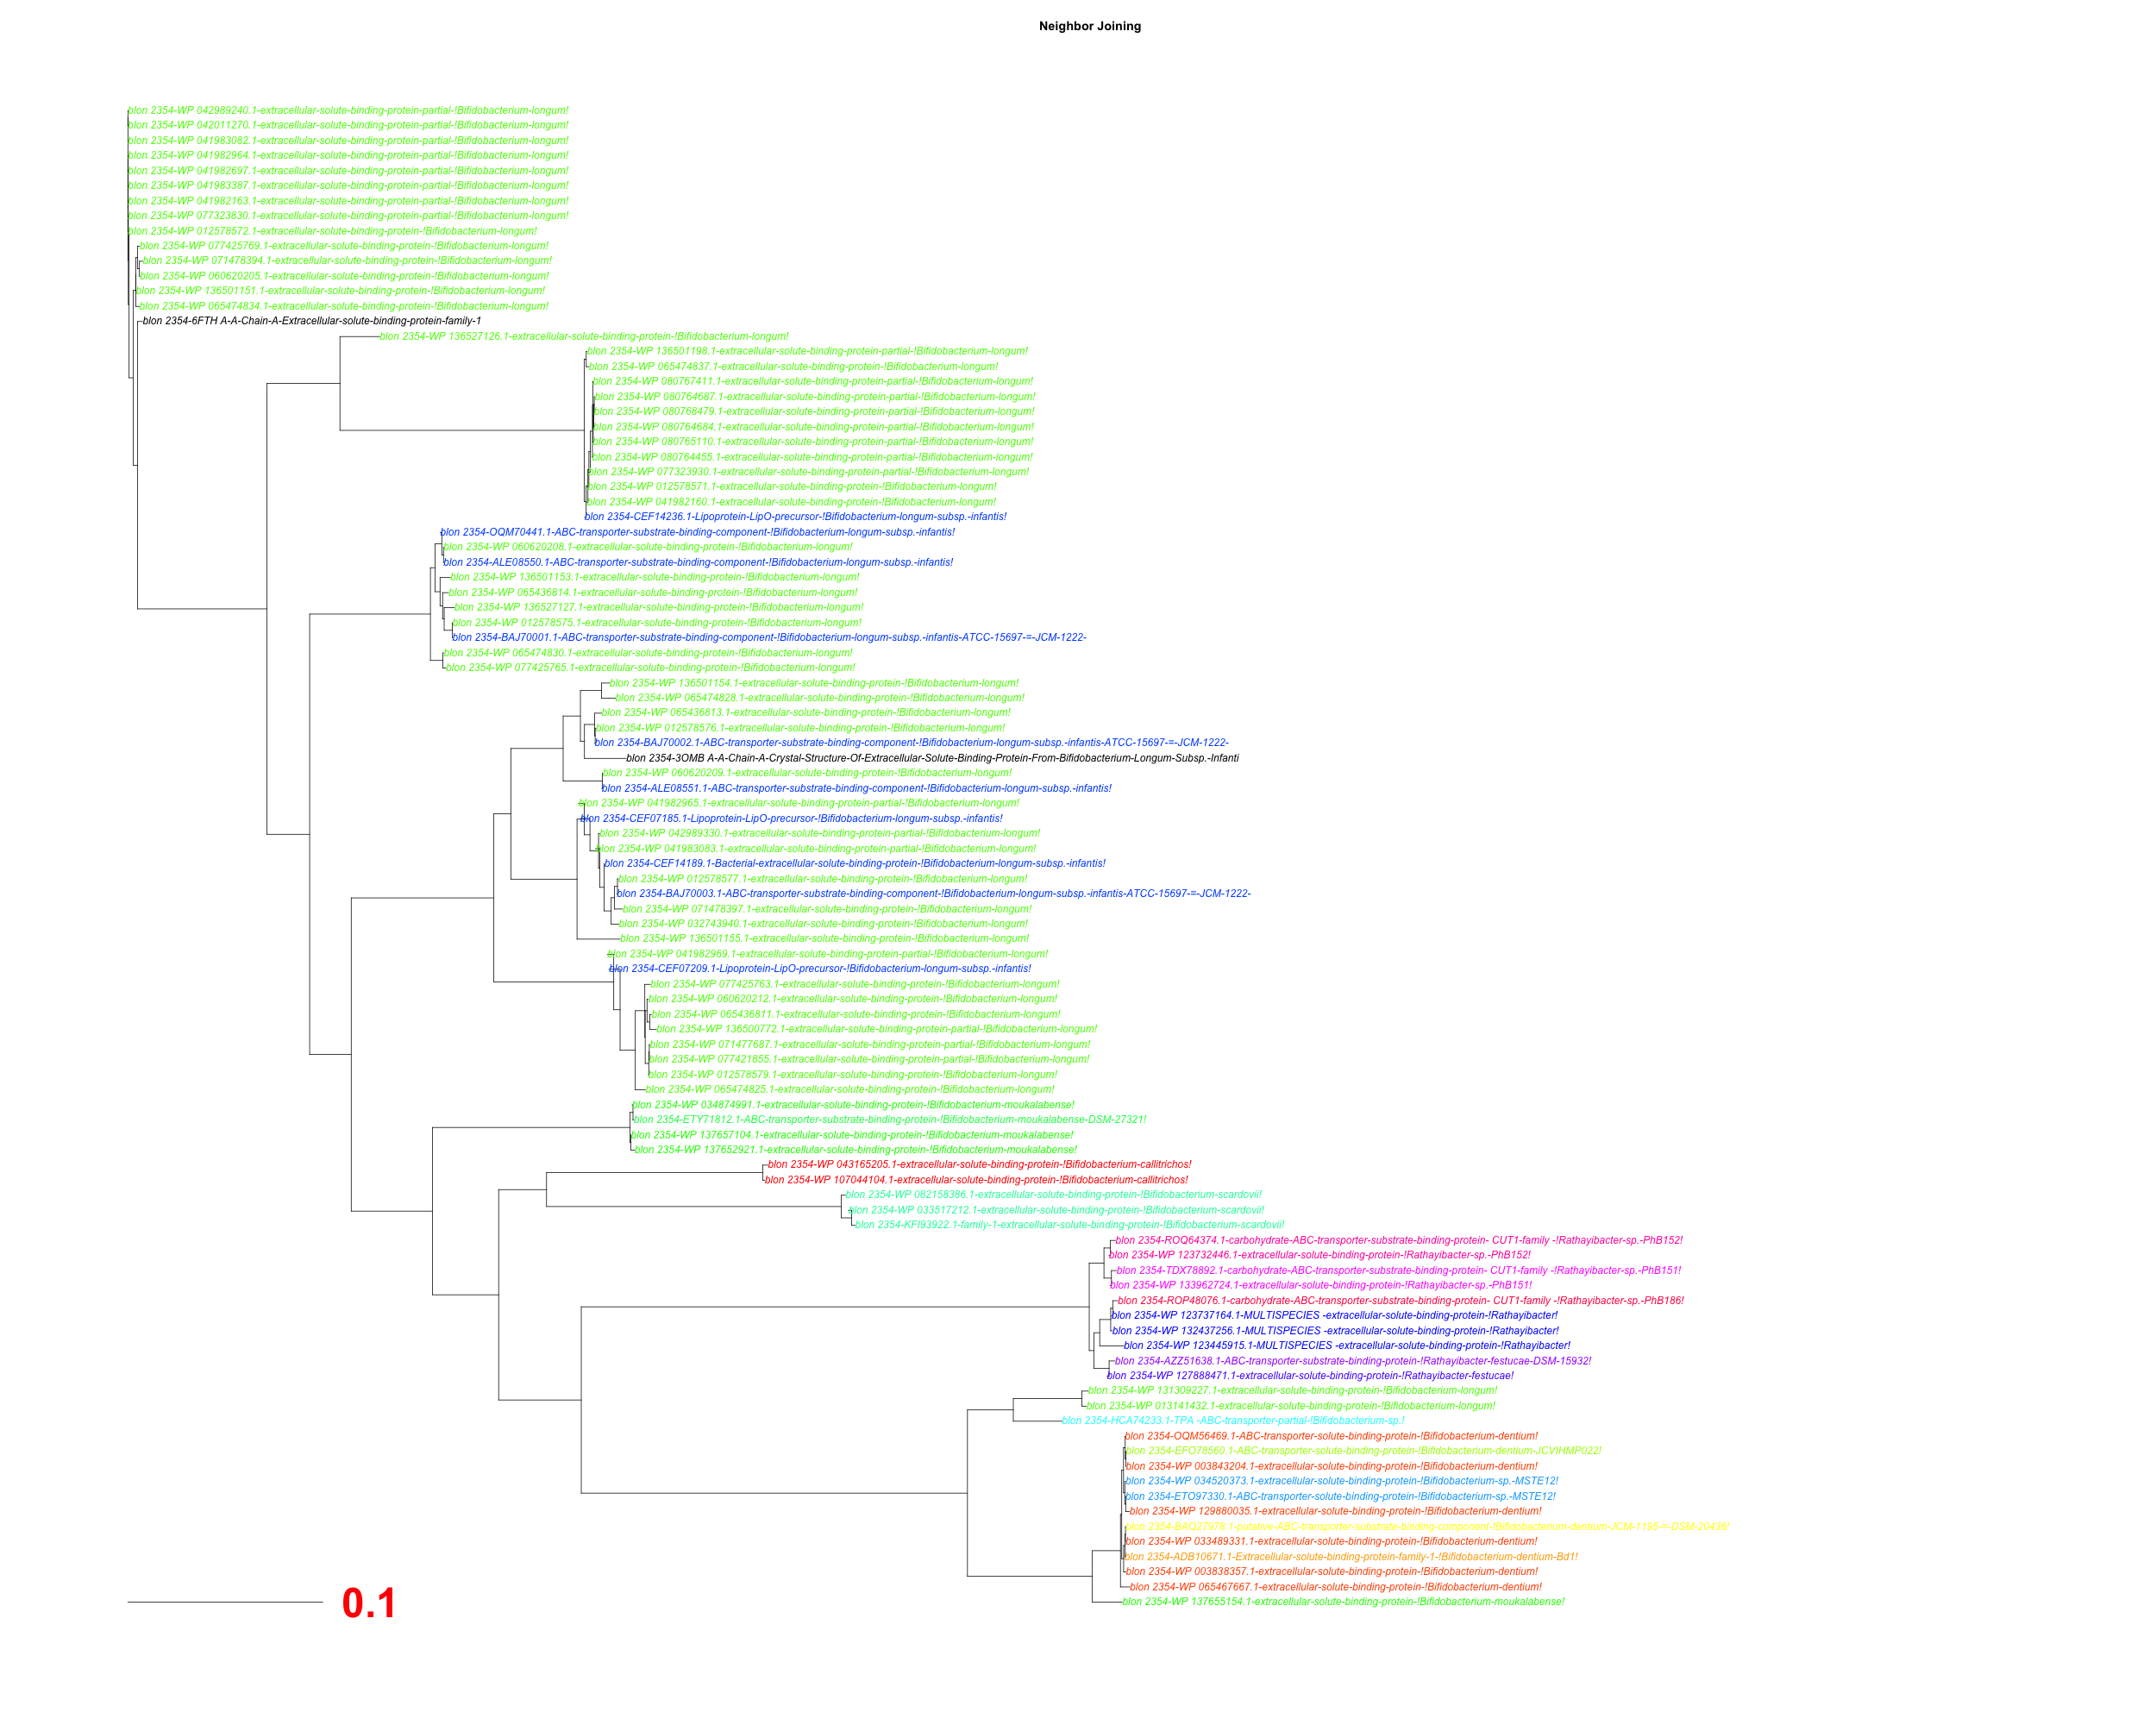 Neighbor Joining
blon 2354-WP 042989240.1-extracellular-solute-binding-protein-partial-!Bifidobacterium-longum!
blon 2354-WP 042011270.1-extracellular-solute-binding-protein-partial-!Bifidobacterium-longum!
blon 2354-WP 041983082.1-extracellular-solute-binding-protein-partial-!Bifidobacterium-longum!
blon 2354-WP 041982964.1-extracellular-solute-binding-protein-partial-!Bifidobacterium-longum!
blon 2354-WP 041982697.1-extracellular-solute-binding-protein-partial-!Bifidobacterium-longum!
blon 2354-WP 041983387.1-extracellular-solute-binding-protein-partial-!Bifidobacterium-longum!
blon 2354-WP 041982163.1-extracellular-solute-binding-protein-partial-!Bifidobacterium-longum!
blon 2354-WP 077323830.1-extracellular-solute-binding-protein-partial-!Bifidobacterium-longum!
blon 2354-WP 012578572.1-extracellular-solute-binding-protein-!Bifidobacterium-longum!
blon 2354-WP 077425769.1-extracellular-solute-binding-protein-!Bifidobacterium-longum!
blon 2354-WP 071478394.1-extracellular-solute-binding-protein-!Bifidobacterium-longum!
blon 2354-WP 060620205.1-extracellular-solute-binding-protein-!Bifidobacterium-longum!
blon 2354-WP 136501151.1-extracellular-solute-binding-protein-!Bifidobacterium-longum!
blon 2354-WP 065474834.1-extracellular-solute-binding-protein-!Bifidobacterium-longum!
blon 2354-6FTH A-A-Chain-A-Extracellular-solute-binding-protein-family-1
blon 2354-WP 136527126.1-extracellular-solute-binding-protein-!Bifidobacterium-longum!
blon 2354-WP 136501198.1-extracellular-solute-binding-protein-partial-!Bifidobacterium-longum!
blon 2354-WP 065474837.1-extracellular-solute-binding-protein-!Bifidobacterium-longum!
blon 2354-WP 080767411.1-extracellular-solute-binding-protein-partial-!Bifidobacterium-longum!
blon 2354-WP 080764687.1-extracellular-solute-binding-protein-partial-!Bifidobacterium-longum!
blon 2354-WP 080768479.1-extracellular-solute-binding-protein-partial-!Bifidobacterium-longum!
blon 2354-WP 080764684.1-extracellular-solute-binding-protein-partial-!Bifidobacterium-longum!
blon 2354-WP 080765110.1-extracellular-solute-binding-protein-partial-!Bifidobacterium-longum!
blon 2354-WP 080764455.1-extracellular-solute-binding-protein-partial-!Bifidobacterium-longum!
blon 2354-WP 077323930.1-extracellular-solute-binding-protein-partial-!Bifidobacterium-longum!
blon 2354-WP 012578571.1-extracellular-solute-binding-protein-!Bifidobacterium-longum!
blon 2354-WP 041982160.1-extracellular-solute-binding-protein-!Bifidobacterium-longum!
blon 2354-CEF14236.1-Lipoprotein-LipO-precursor-!Bifidobacterium-longum-subsp.-infantis!
blon 2354-OQM70441.1-ABC-transporter-substrate-binding-component-!Bifidobacterium-longum-subsp.-infantis!
blon 2354-WP 060620208.1-extracellular-solute-binding-protein-!Bifidobacterium-longum!
blon 2354-ALE08550.1-ABC-transporter-substrate-binding-component-!Bifidobacterium-longum-subsp.-infantis!
blon 2354-WP 136501153.1-extracellular-solute-binding-protein-!Bifidobacterium-longum!
blon 2354-WP 065436814.1-extracellular-solute-binding-protein-!Bifidobacterium-longum!
blon 2354-WP 136527127.1-extracellular-solute-binding-protein-!Bifidobacterium-longum!
blon 2354-WP 012578575.1-extracellular-solute-binding-protein-!Bifidobacterium-longum!
blon 2354-BAJ70001.1-ABC-transporter-substrate-binding-component-!Bifidobacterium-longum-subsp.-infantis-ATCC-15697-=-JCM-1222-
blon 2354-WP 065474830.1-extracellular-solute-binding-protein-!Bifidobacterium-longum!
blon 2354-WP 077425765.1-extracellular-solute-binding-protein-!Bifidobacterium-longum!
blon 2354-WP 136501154.1-extracellular-solute-binding-protein-!Bifidobacterium-longum!
blon 2354-WP 065474828.1-extracellular-solute-binding-protein-!Bifidobacterium-longum!
blon 2354-WP 065436813.1-extracellular-solute-binding-protein-!Bifidobacterium-longum!
blon 2354-WP 012578576.1-extracellular-solute-binding-protein-!Bifidobacterium-longum!
blon 2354-BAJ70002.1-ABC-transporter-substrate-binding-component-!Bifidobacterium-longum-subsp.-infantis-ATCC-15697-=-JCM-1222-
blon 2354-3OMB A-A-Chain-A-Crystal-Structure-Of-Extracellular-Solute-Binding-Protein-From-Bifidobacterium-Longum-Subsp.-Infanti
blon 2354-WP 060620209.1-extracellular-solute-binding-protein-!Bifidobacterium-longum!
blon 2354-ALE08551.1-ABC-transporter-substrate-binding-component-!Bifidobacterium-longum-subsp.-infantis!
blon 2354-WP 041982965.1-extracellular-solute-binding-protein-partial-!Bifidobacterium-longum!
blon 2354-CEF07185.1-Lipoprotein-LipO-precursor-!Bifidobacterium-longum-subsp.-infantis!
blon 2354-WP 042989330.1-extracellular-solute-binding-protein-partial-!Bifidobacterium-longum!
blon 2354-WP 041983083.1-extracellular-solute-binding-protein-partial-!Bifidobacterium-longum!
blon 2354-CEF14189.1-Bacterial-extracellular-solute-binding-protein-!Bifidobacterium-longum-subsp.-infantis!
blon 2354-WP 012578577.1-extracellular-solute-binding-protein-!Bifidobacterium-longum!
blon 2354-BAJ70003.1-ABC-transporter-substrate-binding-component-!Bifidobacterium-longum-subsp.-infantis-ATCC-15697-=-JCM-1222-
blon 2354-WP 071478397.1-extracellular-solute-binding-protein-!Bifidobacterium-longum!
blon 2354-WP 032743940.1-extracellular-solute-binding-protein-!Bifidobacterium-longum!
blon 2354-WP 136501155.1-extracellular-solute-binding-protein-!Bifidobacterium-longum!
blon 2354-WP 041982969.1-extracellular-solute-binding-protein-partial-!Bifidobacterium-longum!
blon 2354-CEF07209.1-Lipoprotein-LipO-precursor-!Bifidobacterium-longum-subsp.-infantis!
blon 2354-WP 077425763.1-extracellular-solute-binding-protein-!Bifidobacterium-longum!
blon 2354-WP 060620212.1-extracellular-solute-binding-protein-!Bifidobacterium-longum!
blon 2354-WP 065436811.1-extracellular-solute-binding-protein-!Bifidobacterium-longum!
blon 2354-WP 136500772.1-extracellular-solute-binding-protein-partial-!Bifidobacterium-longum!
blon 2354-WP 071477687.1-extracellular-solute-binding-protein-partial-!Bifidobacterium-longum!
blon 2354-WP 077421855.1-extracellular-solute-binding-protein-partial-!Bifidobacterium-longum!
blon 2354-WP 012578579.1-extracellular-solute-binding-protein-!Bifidobacterium-longum!
blon 2354-WP 065474825.1-extracellular-solute-binding-protein-!Bifidobacterium-longum!
blon 2354-WP 034874991.1-extracellular-solute-binding-protein-!Bifidobacterium-moukalabense!
blon 2354-ETY71812.1-ABC-transporter-substrate-binding-protein-!Bifidobacterium-moukalabense-DSM-27321!
blon 2354-WP 137657104.1-extracellular-solute-binding-protein-!Bifidobacterium-moukalabense!
blon 2354-WP 137652921.1-extracellular-solute-binding-protein-!Bifidobacterium-moukalabense!
blon 2354-WP 043165205.1-extracellular-solute-binding-protein-!Bifidobacterium-callitrichos!
blon 2354-WP 107044104.1-extracellular-solute-binding-protein-!Bifidobacterium-callitrichos!
blon 2354-WP 082158386.1-extracellular-solute-binding-protein-!Bifidobacterium-scardovii!
blon 2354-WP 033517212.1-extracellular-solute-binding-protein-!Bifidobacterium-scardovii!
blon 2354-KFI93922.1-family-1-extracellular-solute-binding-protein-!Bifidobacterium-scardovii!
blon 2354-ROQ64374.1-carbohydrate-ABC-transporter-substrate-binding-protein- CUT1-family -!Rathayibacter-sp.-PhB152!
blon 2354-WP 123732446.1-extracellular-solute-binding-protein-!Rathayibacter-sp.-PhB152!
blon 2354-TDX78892.1-carbohydrate-ABC-transporter-substrate-binding-protein- CUT1-family -!Rathayibacter-sp.-PhB151!
blon 2354-WP 133962724.1-extracellular-solute-binding-protein-!Rathayibacter-sp.-PhB151!
blon 2354-ROP48076.1-carbohydrate-ABC-transporter-substrate-binding-protein- CUT1-family -!Rathayibacter-sp.-PhB186!
blon 2354-WP 123737164.1-MULTISPECIES -extracellular-solute-binding-protein-!Rathayibacter!
blon 2354-WP 132437256.1-MULTISPECIES -extracellular-solute-binding-protein-!Rathayibacter!
blon 2354-WP 123445915.1-MULTISPECIES -extracellular-solute-binding-protein-!Rathayibacter!
blon 2354-AZZ51638.1-ABC-transporter-substrate-binding-protein-!Rathayibacter-festucae-DSM-15932!
blon 2354-WP 127888471.1-extracellular-solute-binding-protein-!Rathayibacter-festucae!
blon 2354-WP 131309227.1-extracellular-solute-binding-protein-!Bifidobacterium-longum!
blon 2354-WP 013141432.1-extracellular-solute-binding-protein-!Bifidobacterium-longum!
blon 2354-HCA74233.1-TPA -ABC-transporter-partial-!Bifidobacterium-sp.!
blon 2354-OQM56469.1-ABC-transporter-solute-binding-protein-!Bifidobacterium-dentium!
blon 2354-EFO78560.1-ABC-transporter-solute-binding-protein-!Bifidobacterium-dentium-JCVIHMP022!
blon 2354-WP 003843204.1-extracellular-solute-binding-protein-!Bifidobacterium-dentium!
blon 2354-WP 034520373.1-extracellular-solute-binding-protein-!Bifidobacterium-sp.-MSTE12!
blon 2354-ETO97330.1-ABC-transporter-solute-binding-protein-!Bifidobacterium-sp.-MSTE12!
blon 2354-WP 129880035.1-extracellular-solute-binding-protein-!Bifidobacterium-dentium!
blon 2354-BAQ27978.1-putative-ABC-transporter-substrate-binding-component-!Bifidobacterium-dentium-JCM-1195-=-DSM-20436!
blon 2354-WP 033489331.1-extracellular-solute-binding-protein-!Bifidobacterium-dentium!
blon 2354-ADB10671.1-Extracellular-solute-binding-protein-family-1-!Bifidobacterium-dentium-Bd1!
blon 2354-WP 003838357.1-extracellular-solute-binding-protein-!Bifidobacterium-dentium!
blon 2354-WP 065467667.1-extracellular-solute-binding-protein-!Bifidobacterium-dentium!
blon 2354-WP 137655154.1-extracellular-solute-binding-protein-!Bifidobacterium-moukalabense!
0.1